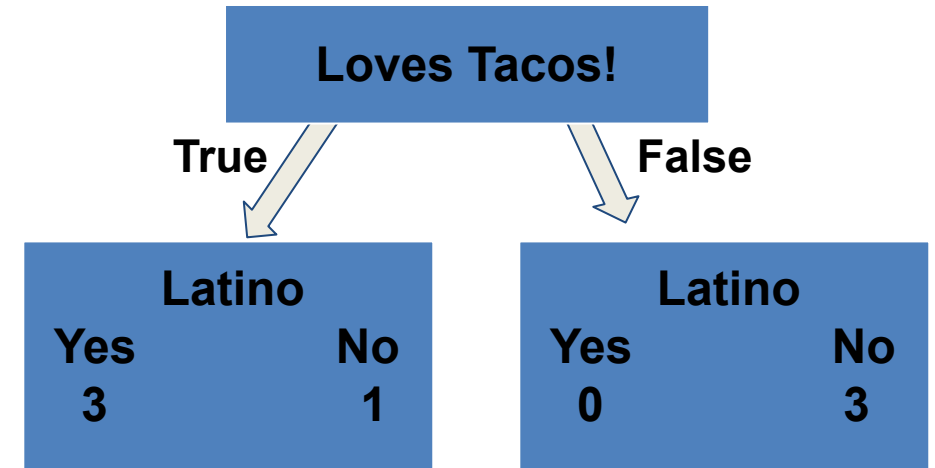 Loves Tacos!
True False
Latino
Yes No
3 1
Latino
Yes No
0 3